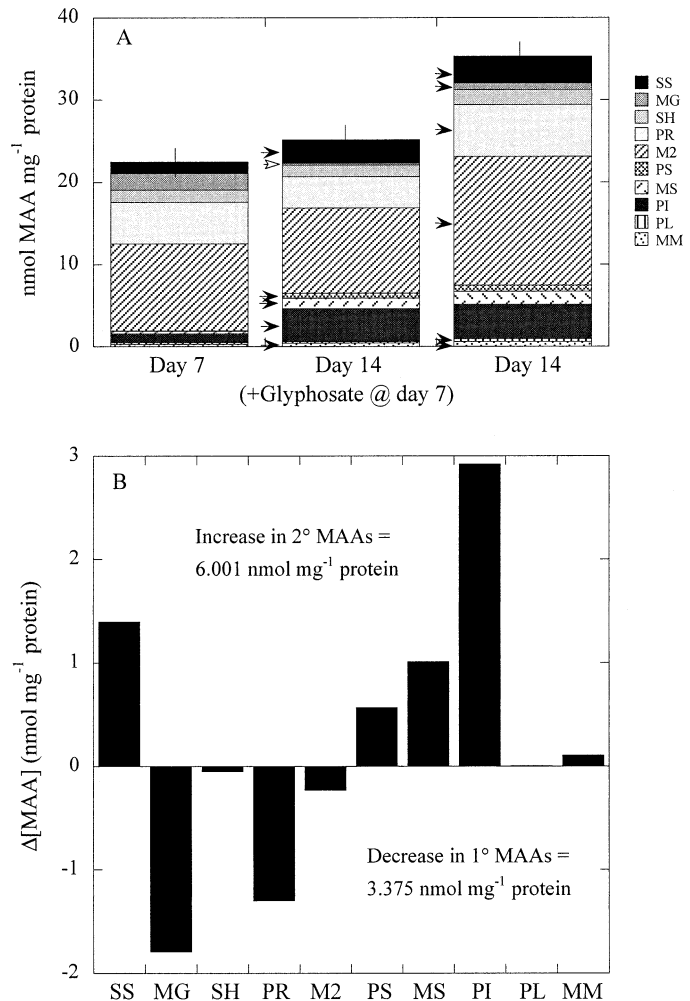 A
40
30
20
10
0
nmol MAA mg⁻¹ protein
SS
MG
SH
PR
M2
PS
MS
PI
PL
MM
Day 7 Day 14 Day 14
(+Glyphosate @ day 7)
B
3
2
1
0
-1
-2
Δ[MAA] (nmol mg⁻¹ protein)
Increase in 2° MAAs =
6.001 nmol mg⁻¹ protein
Decrease in 1° MAAs =
3.375 nmol mg⁻¹ protein
SS MG SH PR M2 PS MS PI PL MM